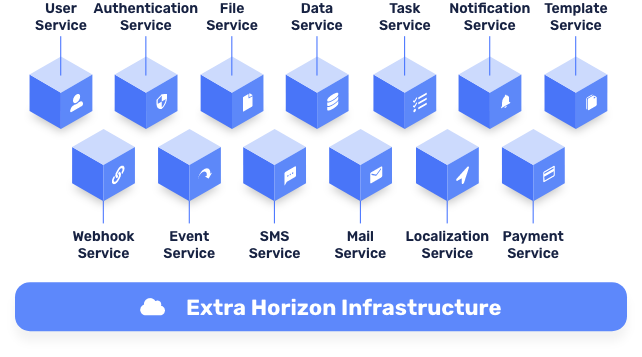 User Service
Authentication Service
File Service
Data Service
Task Service
Notification Service
Template Service
Webhook Service
Event Service
SMS Service
Mail Service
Localization Service
Payment Service
Extra Horizon Infrastructure